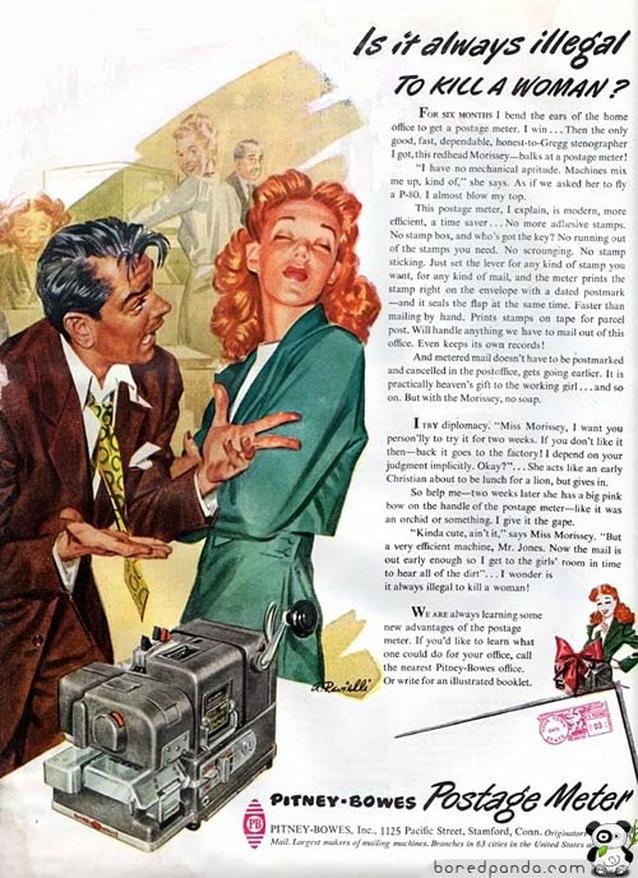 Is it always illegal
TO KILL A WOMAN?
FOR SIX MONTHS I bend the ears of the home
office to get a postage meter. I win... Then the only
good, fast, dependable, honest-to-Gregg stenographer
I got, this redhead Morissey—balks at a postage meter!
"I have no mechanical aptitude. Machines mix
me up, kind of," she says. As if we asked her to fly
a P-80. I almost blow my top.
This postage meter, I explain, is modern, more
efficient, a time saver... No more adhesive stamps.
No stamp box, and who's got the key? No running out
of the stamps you need. No scrounging. No stamp
sticking. Just set the lever for any kind of stamp you
want, for any kind of mail, and the meter prints the
stamp right on the envelope with a dated postmark
—and it seals the flap at the same time. Faster than
mailing by hand. Prints stamps on tape for parcel
post. Will handle anything we have to mail out of this
office. Even keeps its own records!
And metered mail doesn't have to be postmarked
and cancelled in the postoffice, gets going earlier. It is
practically heaven's gift to the working girl...and so
on. But with the Morissey, no soap.
I TRY diplomacy. "Miss Morissey, I want you
person'lly to try it for two weeks. If you don't like it
then—back it goes to the factory! I depend on your
judgment implicitly. Okay?"... She acts like an early
Christian about to be lunch for a lion, but gives in.
So help me—two weeks later she has a big pink
bow on the handle of the postage meter—like it was
an orchid or something. I give it the gape.
"Kinda cute, ain't it," says Miss Morissey. "But
a very efficient machine, Mr. Jones. Now the mail is
out early enough so I get to the girls' room in time
to hear all of the dirt"... I wonder is
it always illegal to kill a woman!
WE ARE always learning some
new advantages of the postage
meter. If you'd like to learn what
one could do for your office, call
the nearest Pitney-Bowes office.
Or write for an illustrated booklet.
PITNEY-BOWES Postage Meter
PB
PITNEY-BOWES, Inc., 1125 Pacific Street, Stamford, Conn. Originators
Mail. Largest makers of mailing machines. Branches in 63 cities in the United States
boredpanda.com